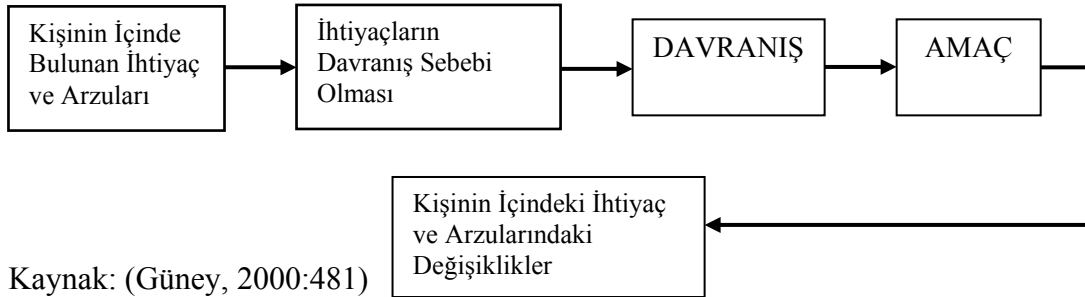 Kişinin İçinde
Bulunan İhtiyaç
ve Arzuları
İhtiyaçların
Davranış Sebebi
Olması
DAVRANIŞ
AMAÇ
Kişinin İçindeki İhtiyaç
ve Arzularındaki
Değişiklikler
Kaynak: (Güney, 2000:481)